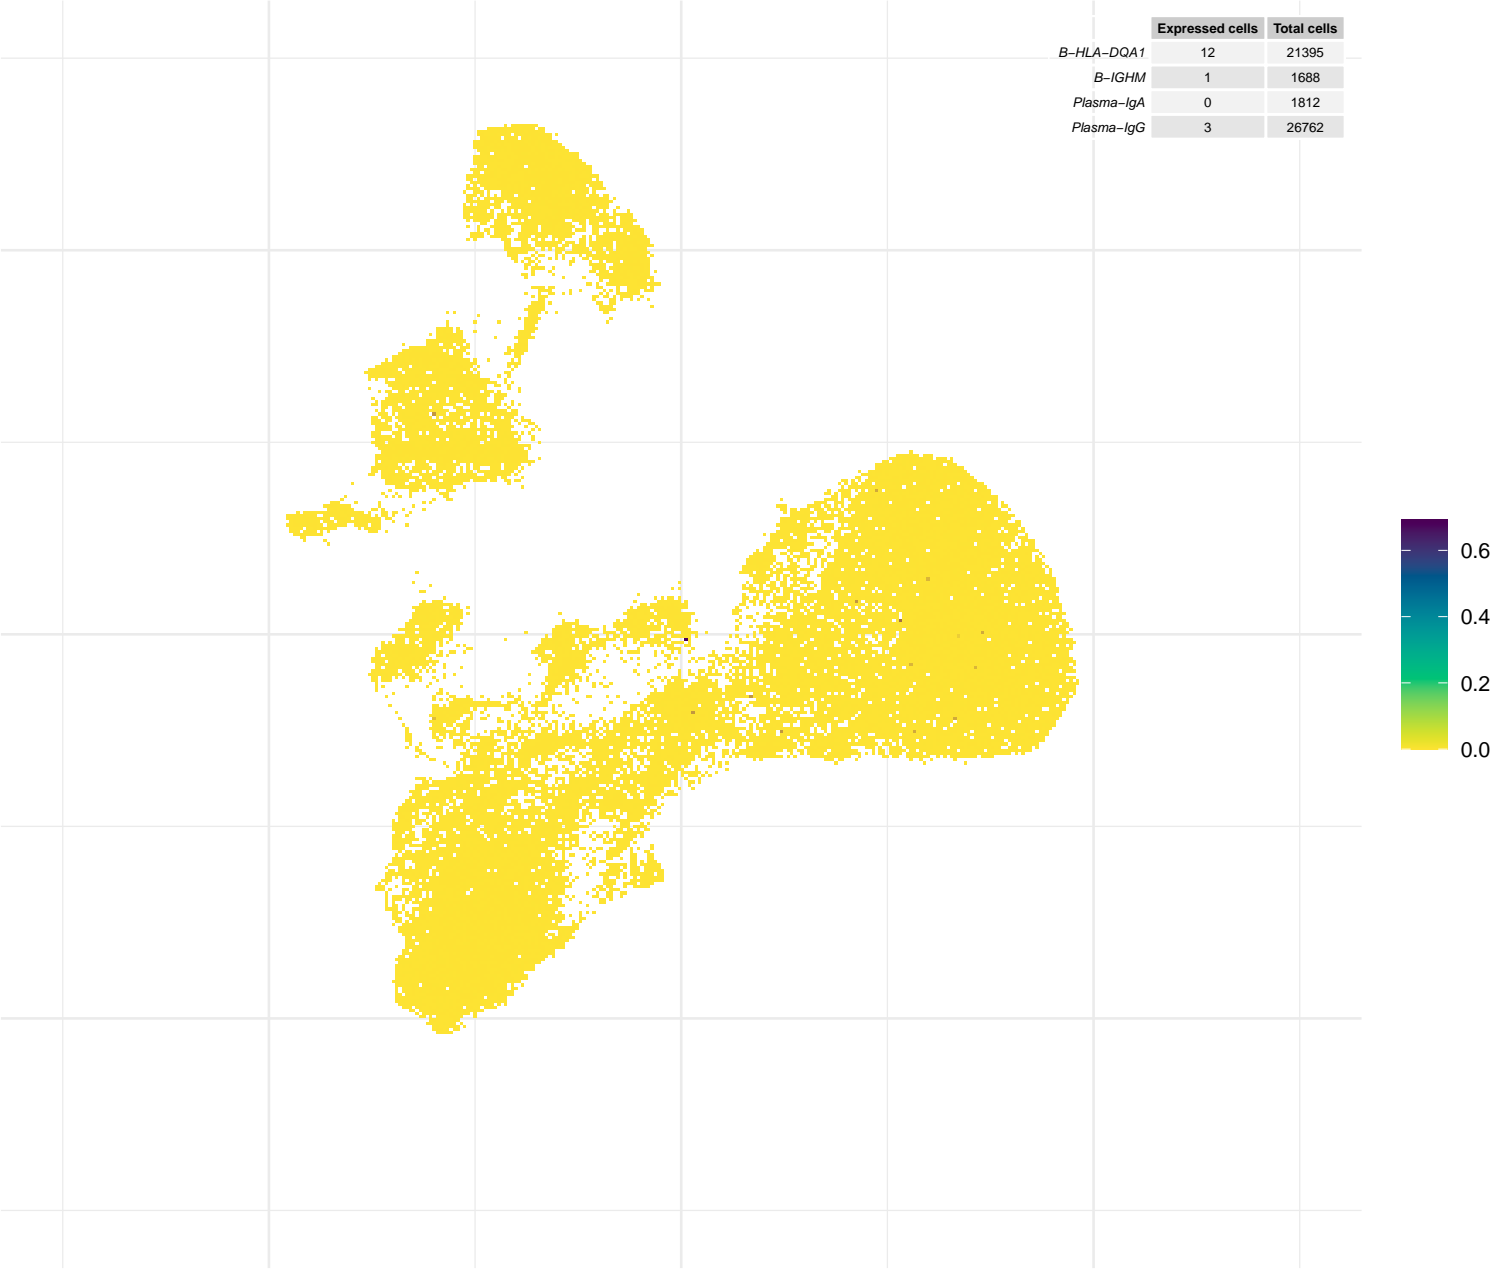 Expressed cells Total cells
B−HLA−DQA1 12 21395
B−IGHM 1 1688
Plasma−IgA 0 1812
Plasma−IgG 3 26762
0.6
0.4
0.2
0.0